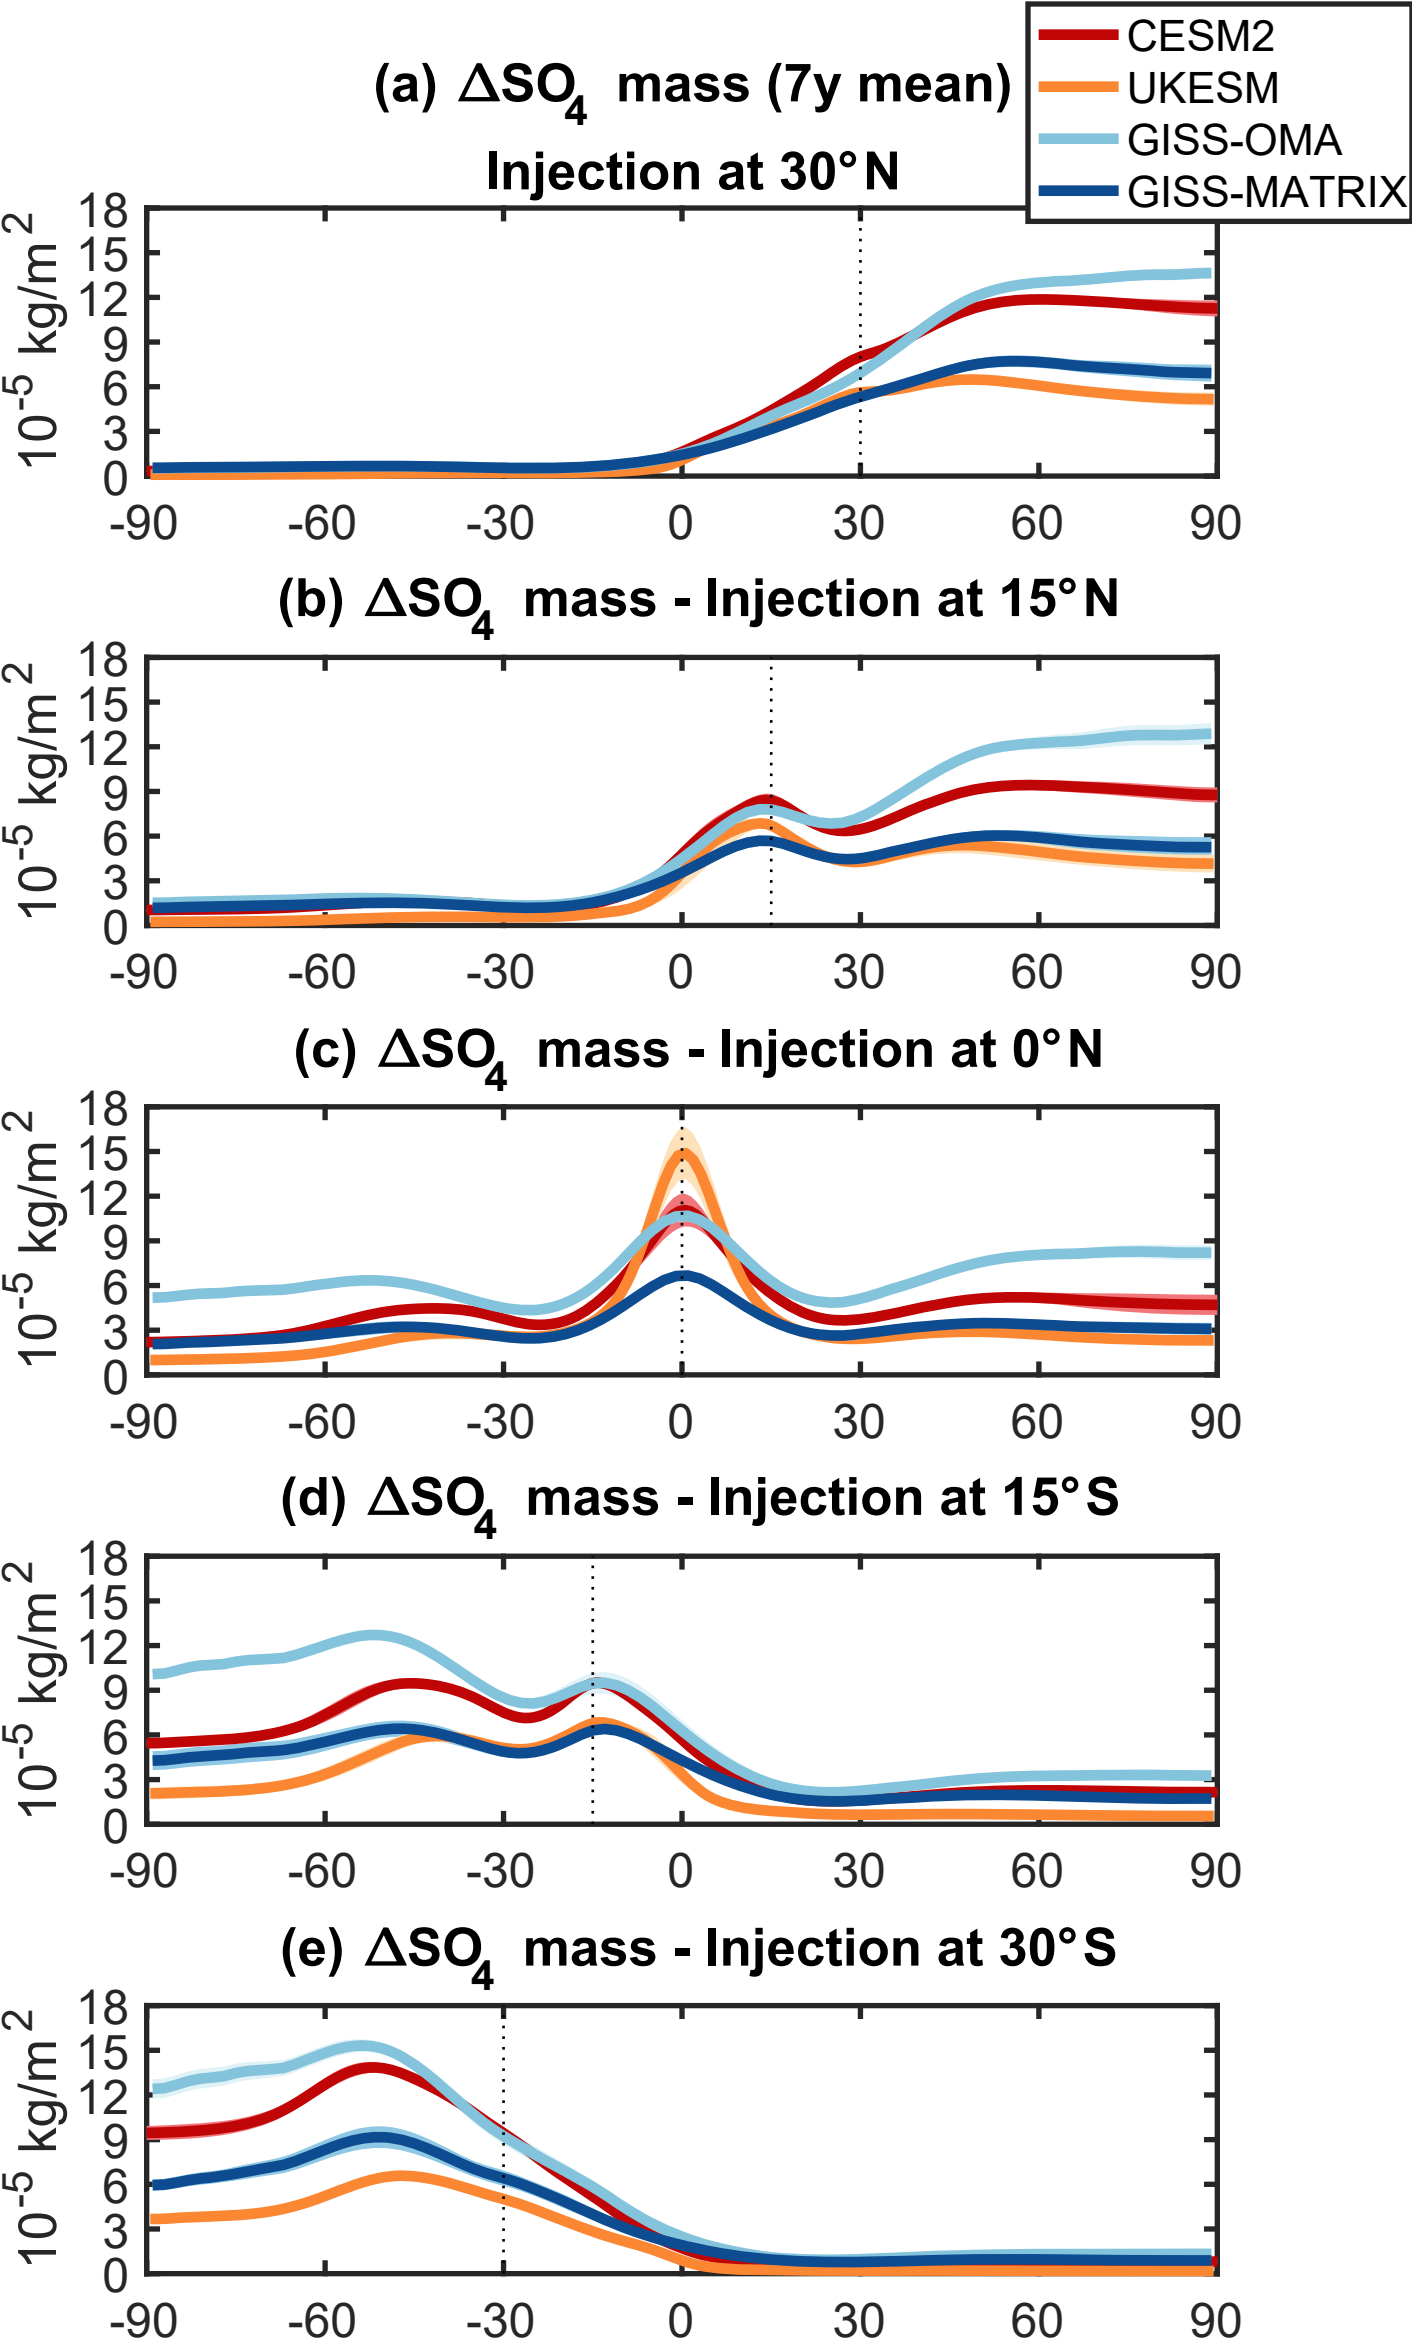 CESM2
UKESM
GISS-OMA
GISS-MATRIX
(a) ΔSO4 mass (7y mean)
Injection at 30°N
18
15
12
9
6
3
0
10-5 kg/m2
-90 -60 -30 0 30 60 90
(b) ΔSO4 mass - Injection at 15°N
18
15
12
9
6
3
0
10-5 kg/m2
-90 -60 -30 0 30 60 90
(c) ΔSO4 mass - Injection at 0°N
18
15
12
9
6
3
0
10-5 kg/m2
-90 -60 -30 0 30 60 90
(d) ΔSO4 mass - Injection at 15°S
18
15
12
9
6
3
0
10-5 kg/m2
-90 -60 -30 0 30 60 90
(e) ΔSO4 mass - Injection at 30°S
18
15
12
9
6
3
0
10-5 kg/m2
-90 -60 -30 0 30 60 90